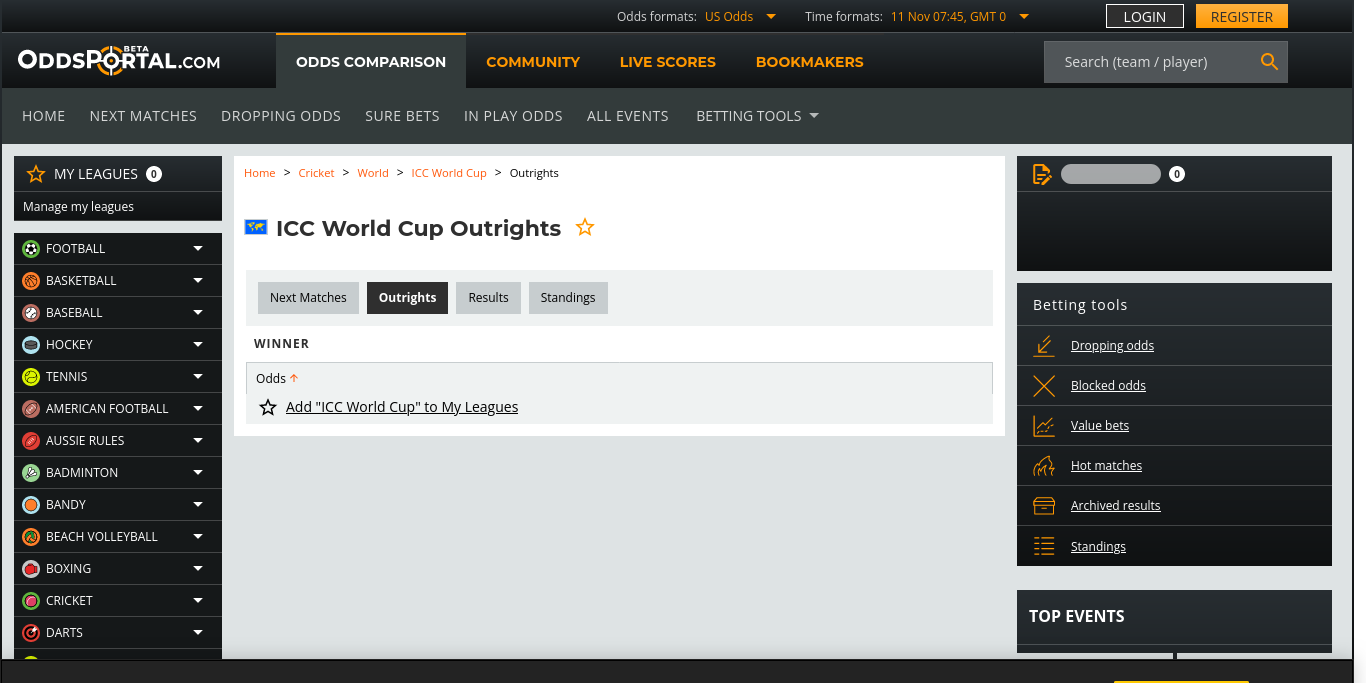 Odds formats: US Odds Time formats: 11 Nov 07:45, GMT 0 LOGIN REGISTER
ODDSPORTAL.COM BETA
ODDS COMPARISON COMMUNITY LIVE SCORES BOOKMAKERS Search (team / player)
HOME NEXT MATCHES DROPPING ODDS SURE BETS IN PLAY ODDS ALL EVENTS BETTING TOOLS
MY LEAGUES 0
Manage my leagues
FOOTBALL
BASKETBALL
BASEBALL
HOCKEY
TENNIS
AMERICAN FOOTBALL
AUSSIE RULES
BADMINTON
BANDY
BEACH VOLLEYBALL
BOXING
CRICKET
DARTS
Home > Cricket > World > ICC World Cup > Outrights
ICC World Cup Outrights
Next Matches Outrights Results Standings
WINNER
Odds
Add "ICC World Cup" to My Leagues
0
Betting tools
Dropping odds
Blocked odds
Value bets
Hot matches
Archived results
Standings
TOP EVENTS